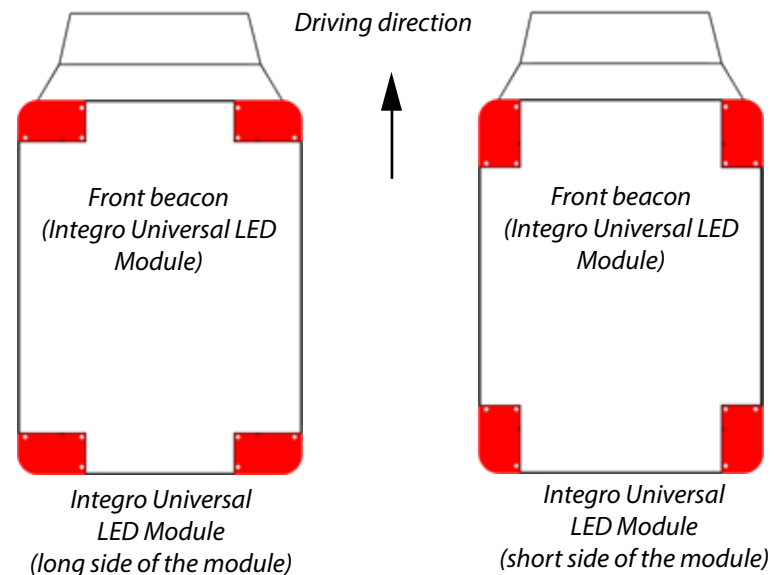 Driving direction
Front beacon
(Integro Universal LED
Module)
Front beacon
(Integro Universal LED
Module)
Integro Universal
LED Module
(long side of the module)
Integro Universal
LED Module
(short side of the module)